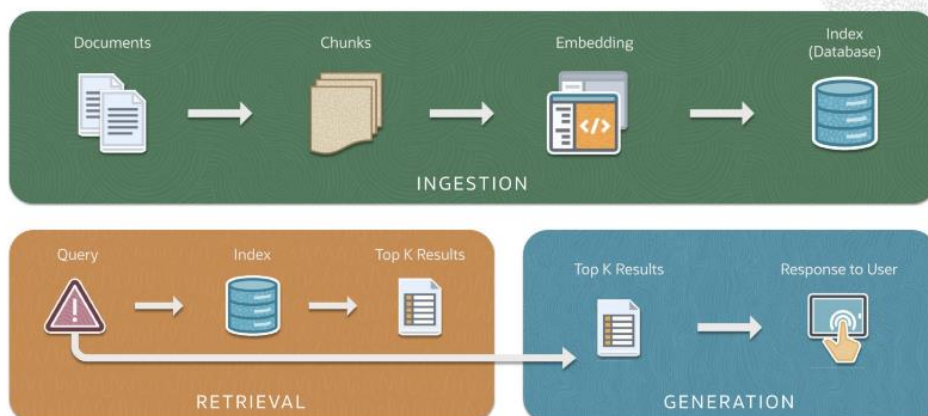 Documents
Chunks
Embedding
Index
(Database)
</>
INGESTION
Query
Index
Top K Results
!
RETRIEVAL
Top K Results
Response to User
GENERATION